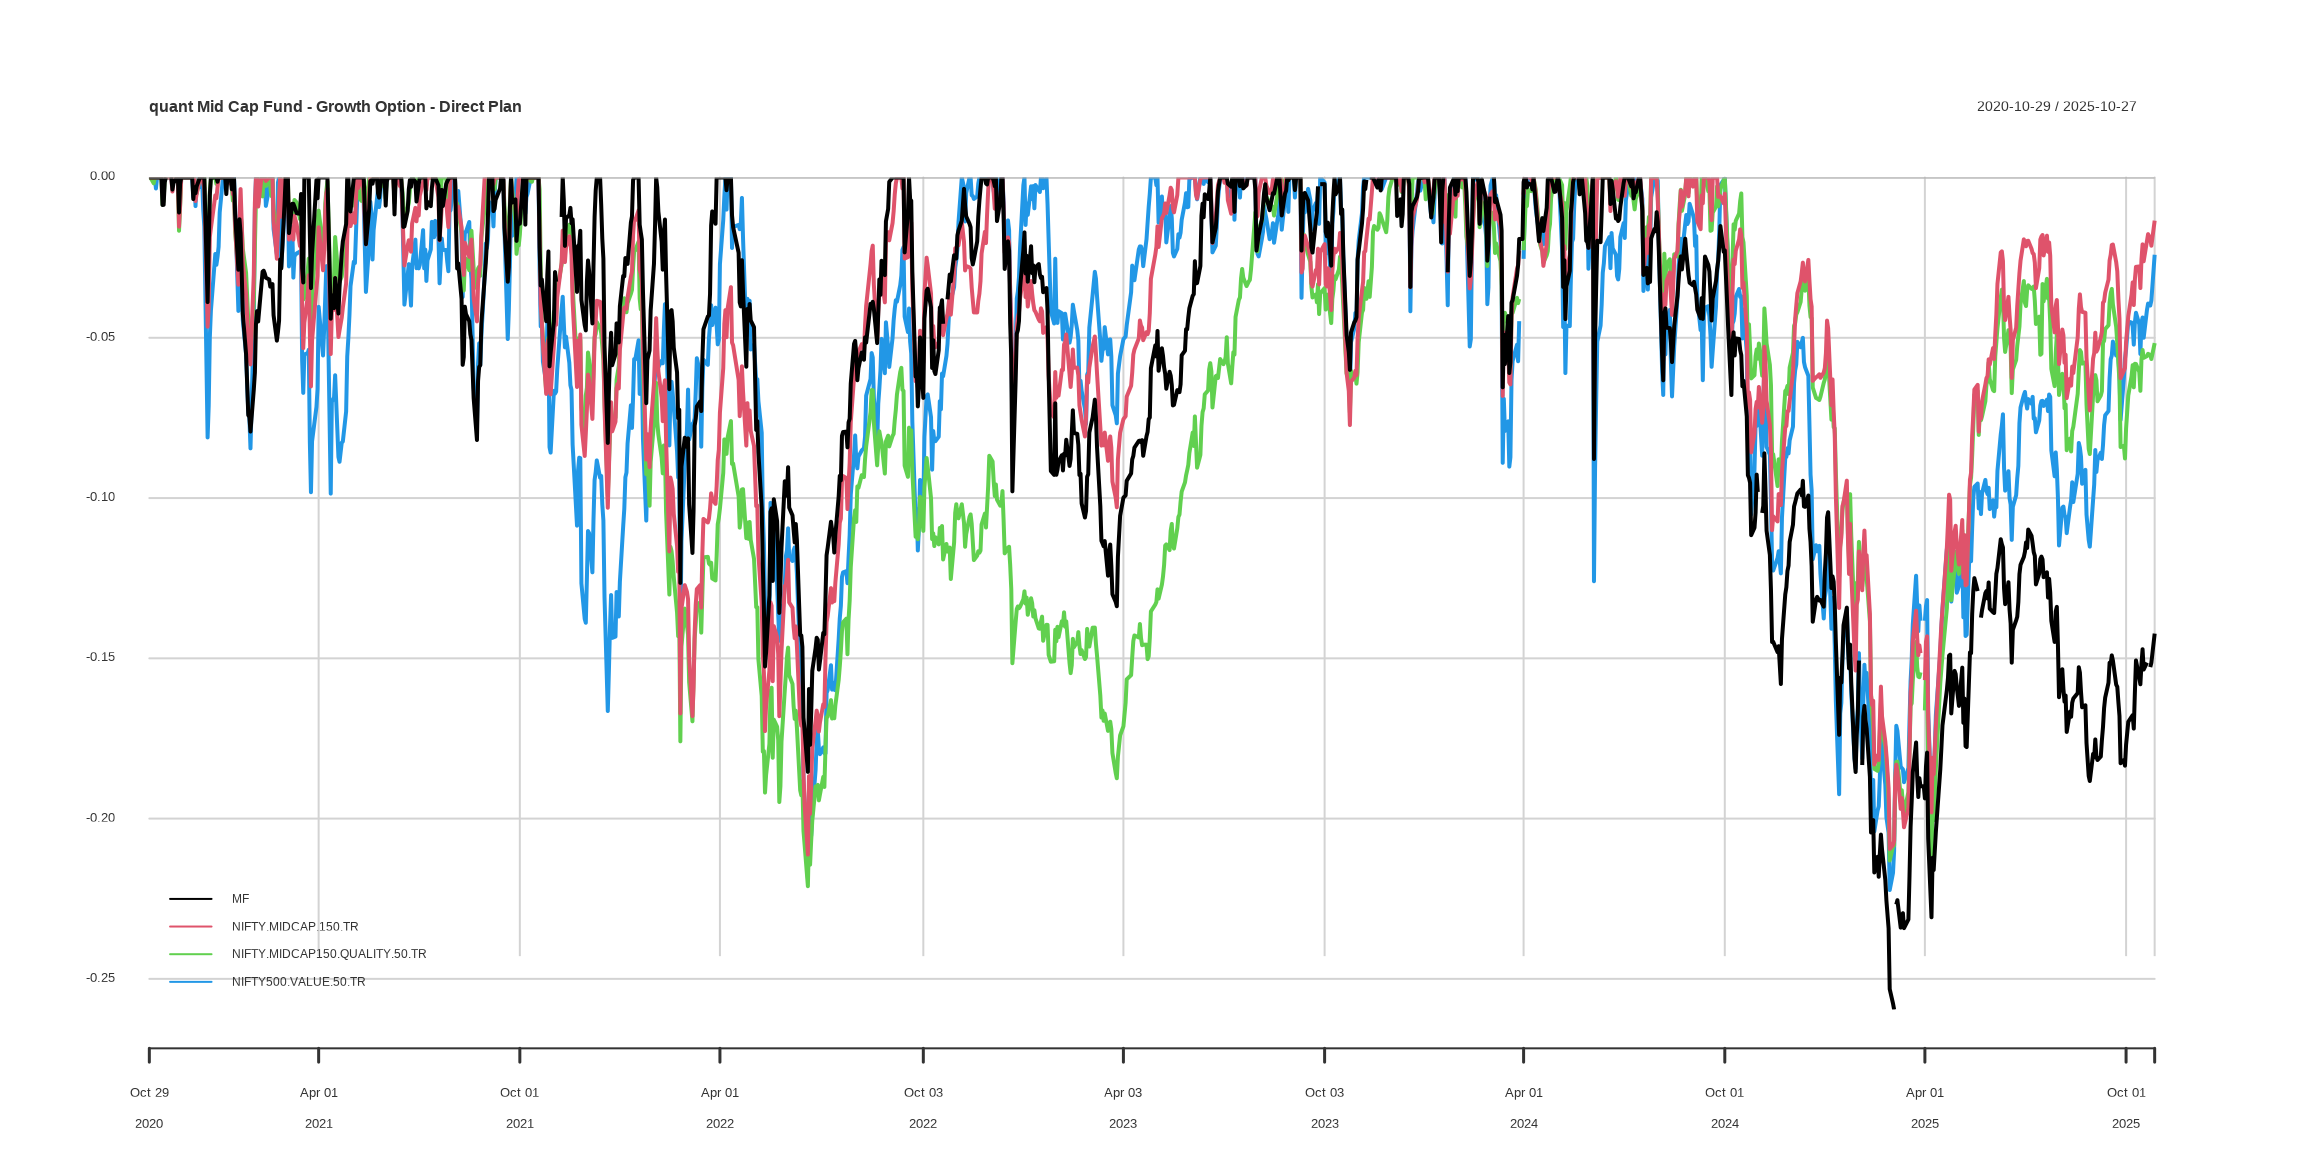 quant Mid Cap Fund - Growth Option - Direct Plan 2020-10-29 / 2025-10-27
0.00
-0.05
-0.10
-0.15
-0.20
-0.25
MF
NIFTY.MIDCAP.150.TR
NIFTY.MIDCAP150.QUALITY.50.TR
NIFTY500.VALUE.50.TR
Oct 29 Apr 01 Oct 01 Apr 01 Oct 03 Apr 03 Oct 03 Apr 01 Oct 01 Apr 01 Oct 01
2020 2021 2021 2022 2022 2023 2023 2024 2024 2025 2025